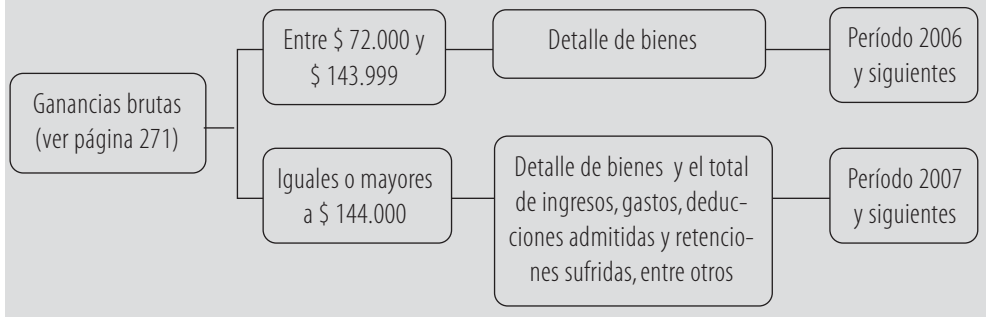 Ganancias brutas
(ver página 271)
Entre $ 72.000 y
$ 143.999
Detalle de bienes
Período 2006
y siguientes
Iguales o mayores
a $ 144.000
Detalle de bienes y el total
de ingresos, gastos, deduc-
ciones admitidas y retencio-
nes sufridas, entre otros
Período 2007
y siguientes